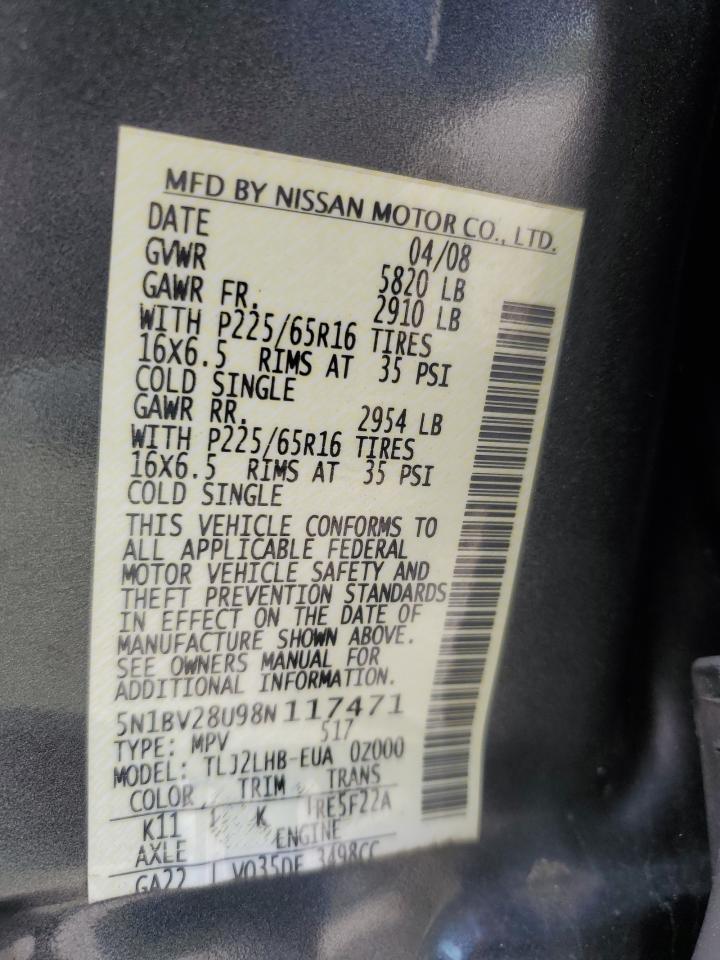 MFD BY NISSAN MOTOR CO., LTD.
DATE 04/08
GVWR 5820 LB
GAWR FR. 2910 LB
WITH P225/65R16 TIRES
16X6.5 RIMS AT 35 PSI
COLD SINGLE
GAWR RR. 2954 LB
WITH P225/65R16 TIRES
16X6.5 RIMS AT 35 PSI
COLD SINGLE
THIS VEHICLE CONFORMS TO
ALL APPLICABLE FEDERAL
MOTOR VEHICLE SAFETY AND
THEFT PREVENTION STANDARDS
IN EFFECT ON THE DATE OF
MANUFACTURE SHOWN ABOVE.
SEE OWNERS MANUAL FOR
ADDITIONAL INFORMATION.
5N1BV28U98N 117471
517
TYPE: MPV
MODEL: TLJ2LHB-EUA 0Z000
COLOR TRIM TRANS
K11 K RE5F22A
AXLE ENGINE
GA22 VQ35DE 3498CC